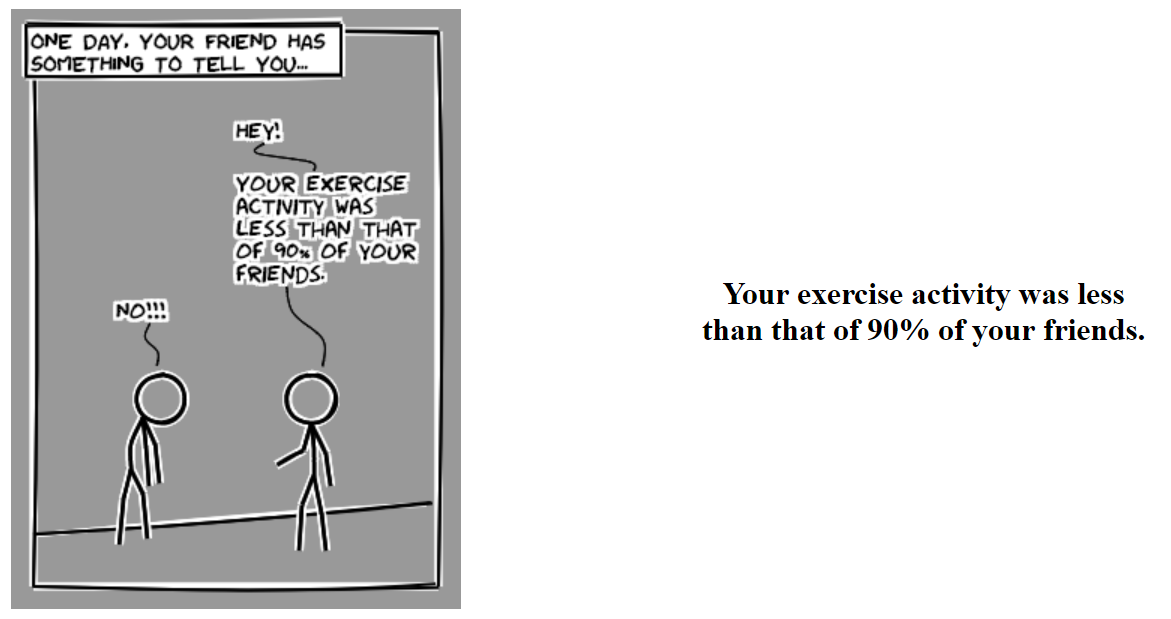 ONE DAY, YOUR FRIEND HAS
SOMETHING TO TELL YOU...
HEY!
YOUR EXERCISE
ACTIVITY WAS
LESS THAN THAT
OF 90% OF YOUR
FRIENDS.
NO!!!
Your exercise activity was less
than that of 90% of your friends.